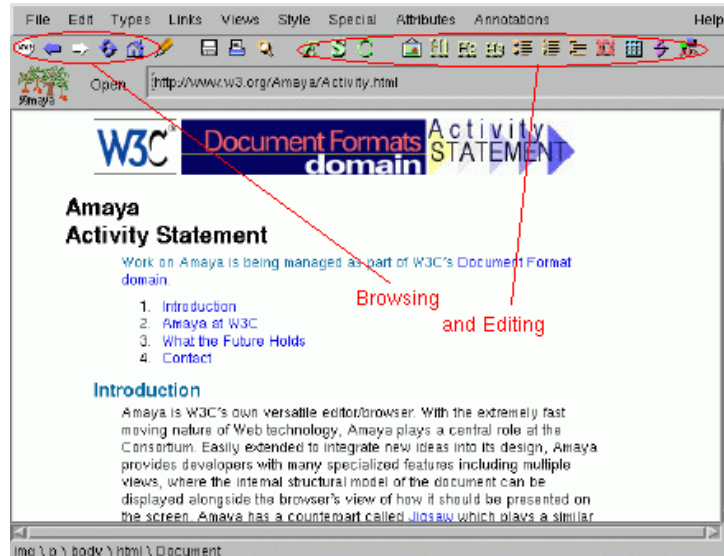 File Edit Types Links Views Style Special Attributes Annotations Help
Amaya Open http://www.w3.org/Amaya/Activity.html
W3C Document Formats domain Activity STATEMENT
Amaya
Activity Statement
Work on Amaya is being managed as part of W3C's Document Format
domain.
Browsing
and Editing
1. Introduction
2. Amaya at W3C
3. What the Future Holds
4. Contact
Introduction
Amaya is W3C's own versatile editor/browser. With the extremely fast
moving nature of Web technology, Amaya plays a central role at the
Consortium. Easily extended to integrate new ideas into its design, Amaya
provides developers with many specialized features including multiple
views, where the internal structural model of the document can be
displayed alongside the browser's view of how it should be presented on
the screen. Amaya has a counterpart called Jigsaw which plays a similar
img \ p \ body \ html \ Document